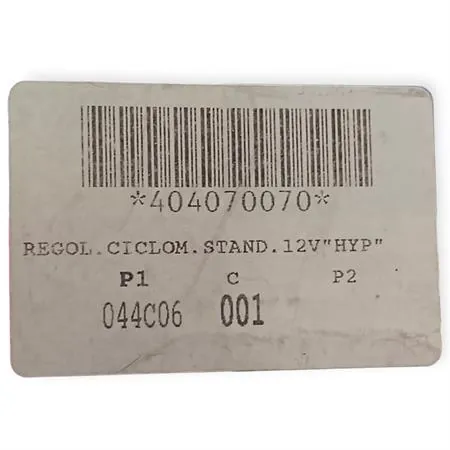 *404070070*
REGOL.CICLOM.STAND.12V"HYP"
P1 C P2
044C06 001